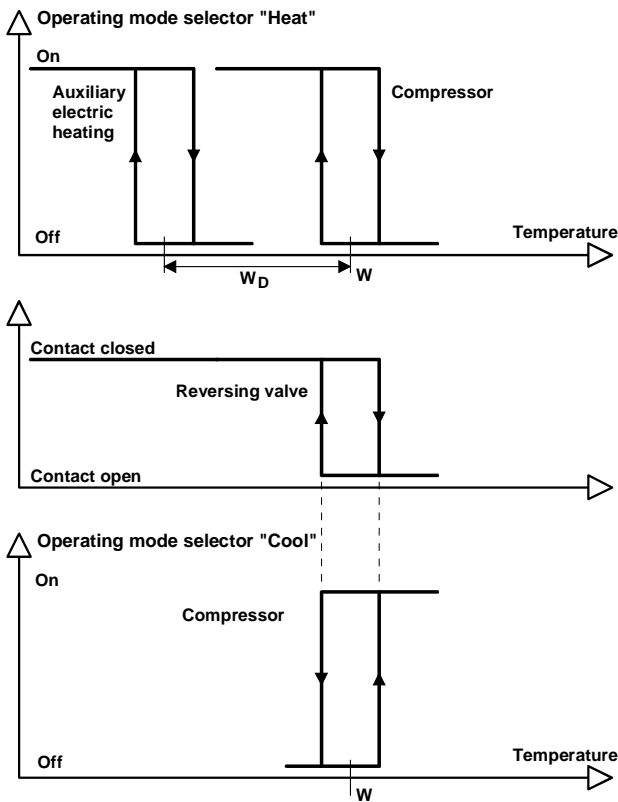 Operating mode selector "Heat"
On
Auxiliary
electric
heating
Compressor
Off
Temperature
WD
W
Contact closed
Reversing valve
Contact open
Operating mode selector "Cool"
On
Compressor
Off
Temperature
W